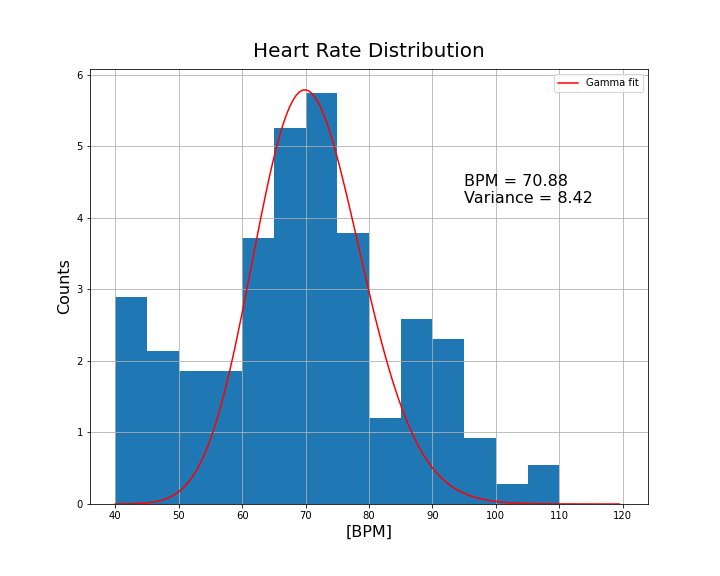 Heart Rate Distribution
Gamma fit
BPM = 70.88
Variance = 8.42
Counts
6
5
4
3
2
1
0
40 50 60 70 80 90 100 110 120
[BPM]